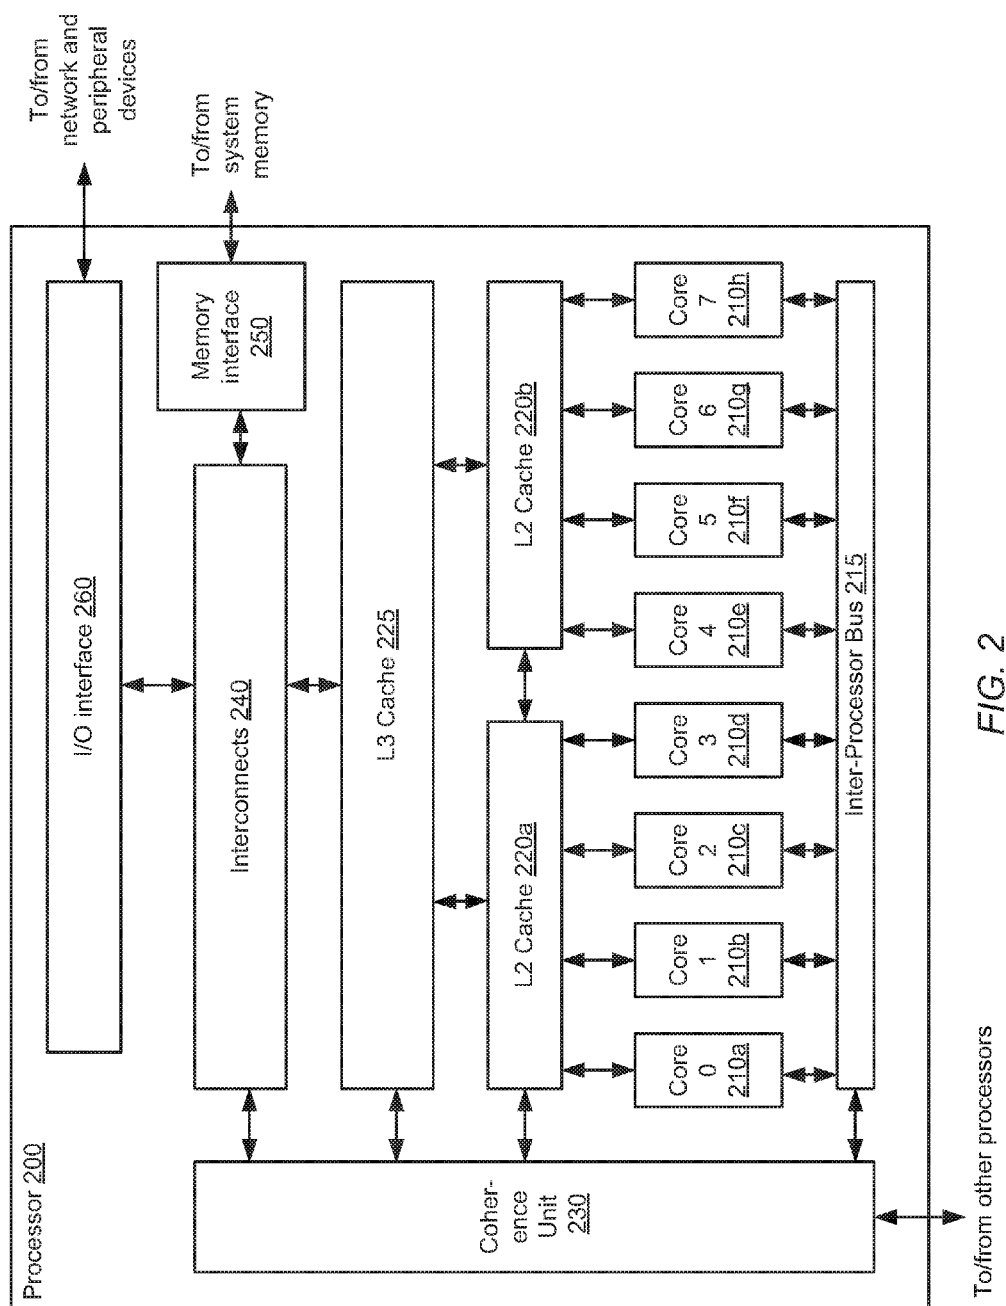 Processor 200
To/from
network and
peripheral
devices
I/O interface 260
To/from
system
memory
Interconnects 240
Memory
interface
250
L3 Cache 225
L2 Cache 220a
L2 Cache 220b
Coher-
ence
Unit
230
Core
0
210a
Core
1
210b
Core
2
210c
Core
3
210d
Core
4
210e
Core
5
210f
Core
6
210g
Core
7
210h
Inter-Processor Bus 215
To/from other processors
FIG. 2